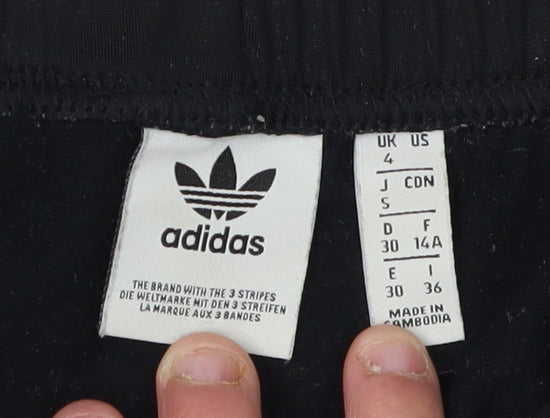 adidas
THE BRAND WITH THE 3 STRIPES
DIE WELTMARKE MIT DEN 3 STREIFEN
LA MARQUE AUX 3 BANDES
UK US
4
J CDN
S
D F
30 14A
E I
30 36
MADE IN
CAMBODIA